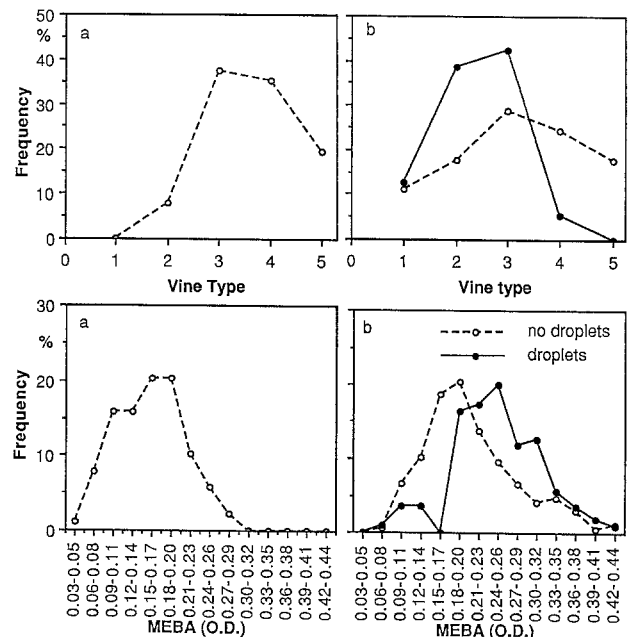 50
%
40
30
20
10
0
Frequency
a
0 1 2 3 4 5
Vine Type
b
0 1 2 3 4 5
Vine type
30
%
20
10
0
Frequency
a
0.03-0.05
0.06-0.08
0.09-0.11
0.12-0.14
0.15-0.17
0.18-0.20
0.21-0.23
0.24-0.26
0.27-0.29
0.30-0.32
0.33-0.35
0.36-0.38
0.39-0.41
0.42-0.44
MEBA (O.D.)
b
no droplets
droplets
0.03-0.05
0.06-0.08
0.09-0.11
0.12-0.14
0.15-0.17
0.18-0.20
0.21-0.23
0.24-0.26
0.27-0.29
0.30-0.32
0.33-0.35
0.36-0.38
0.39-0.41
0.42-0.44
MEBA (O.D.)